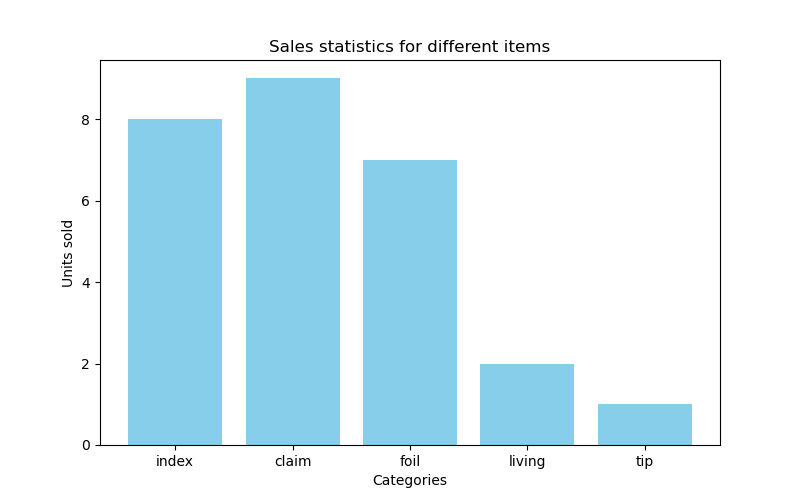 Sales statistics for different items
Units sold
8
6
4
2
0
index claim foil living tip
Categories